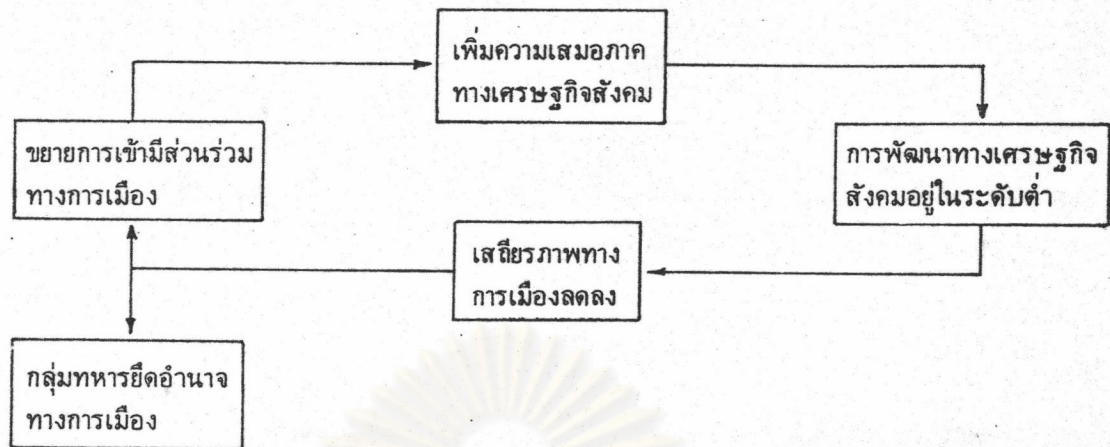 เพิ่มความเสมอภาค
ทางเศรษฐกิจสังคม
ขยายการเข้ามีส่วนร่วม
ทางการเมือง
การพัฒนาทางเศรษฐกิจ
สังคมอยู่ในระดับต่ำ
เสถียรภาพทาง
การเมืองลดลง
กลุ่มทหารยึดอำนาจ
ทางการเมือง